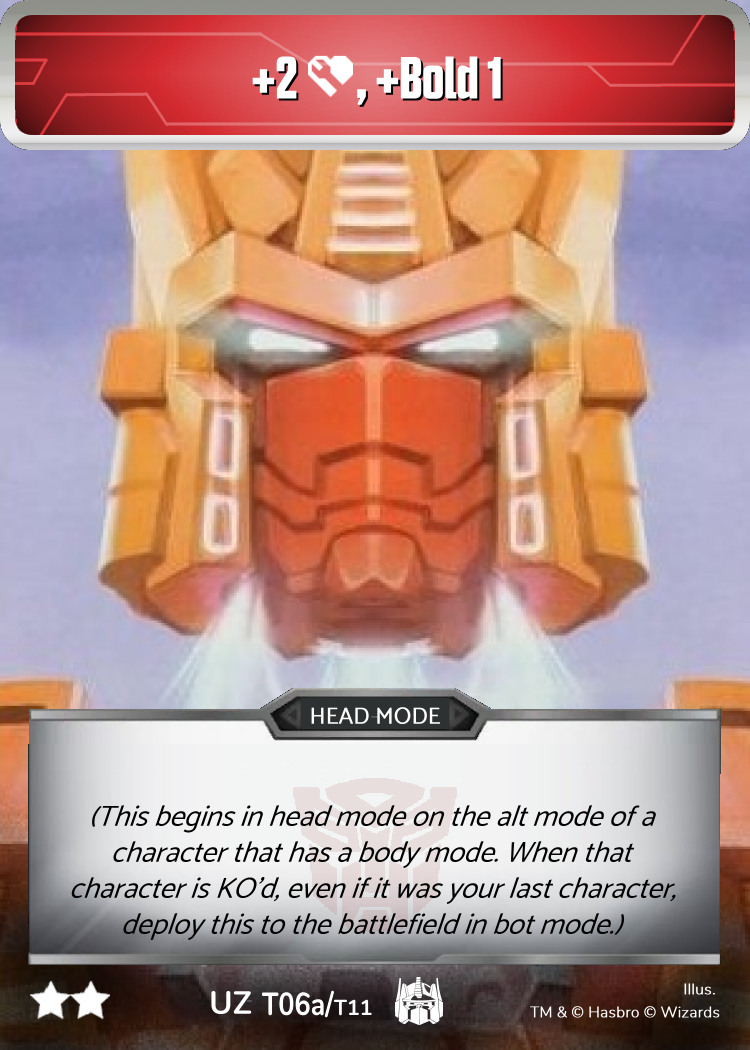 +2 , +Bold 1
HEAD MODE
(This begins in head mode on the alt mode of a
character that has a body mode. When that
character is KO'd, even if it was your last character,
deploy this to the battlefield in bot mode.)
UZ T06a/T11
Illus.
TM & © Hasbro © Wizards